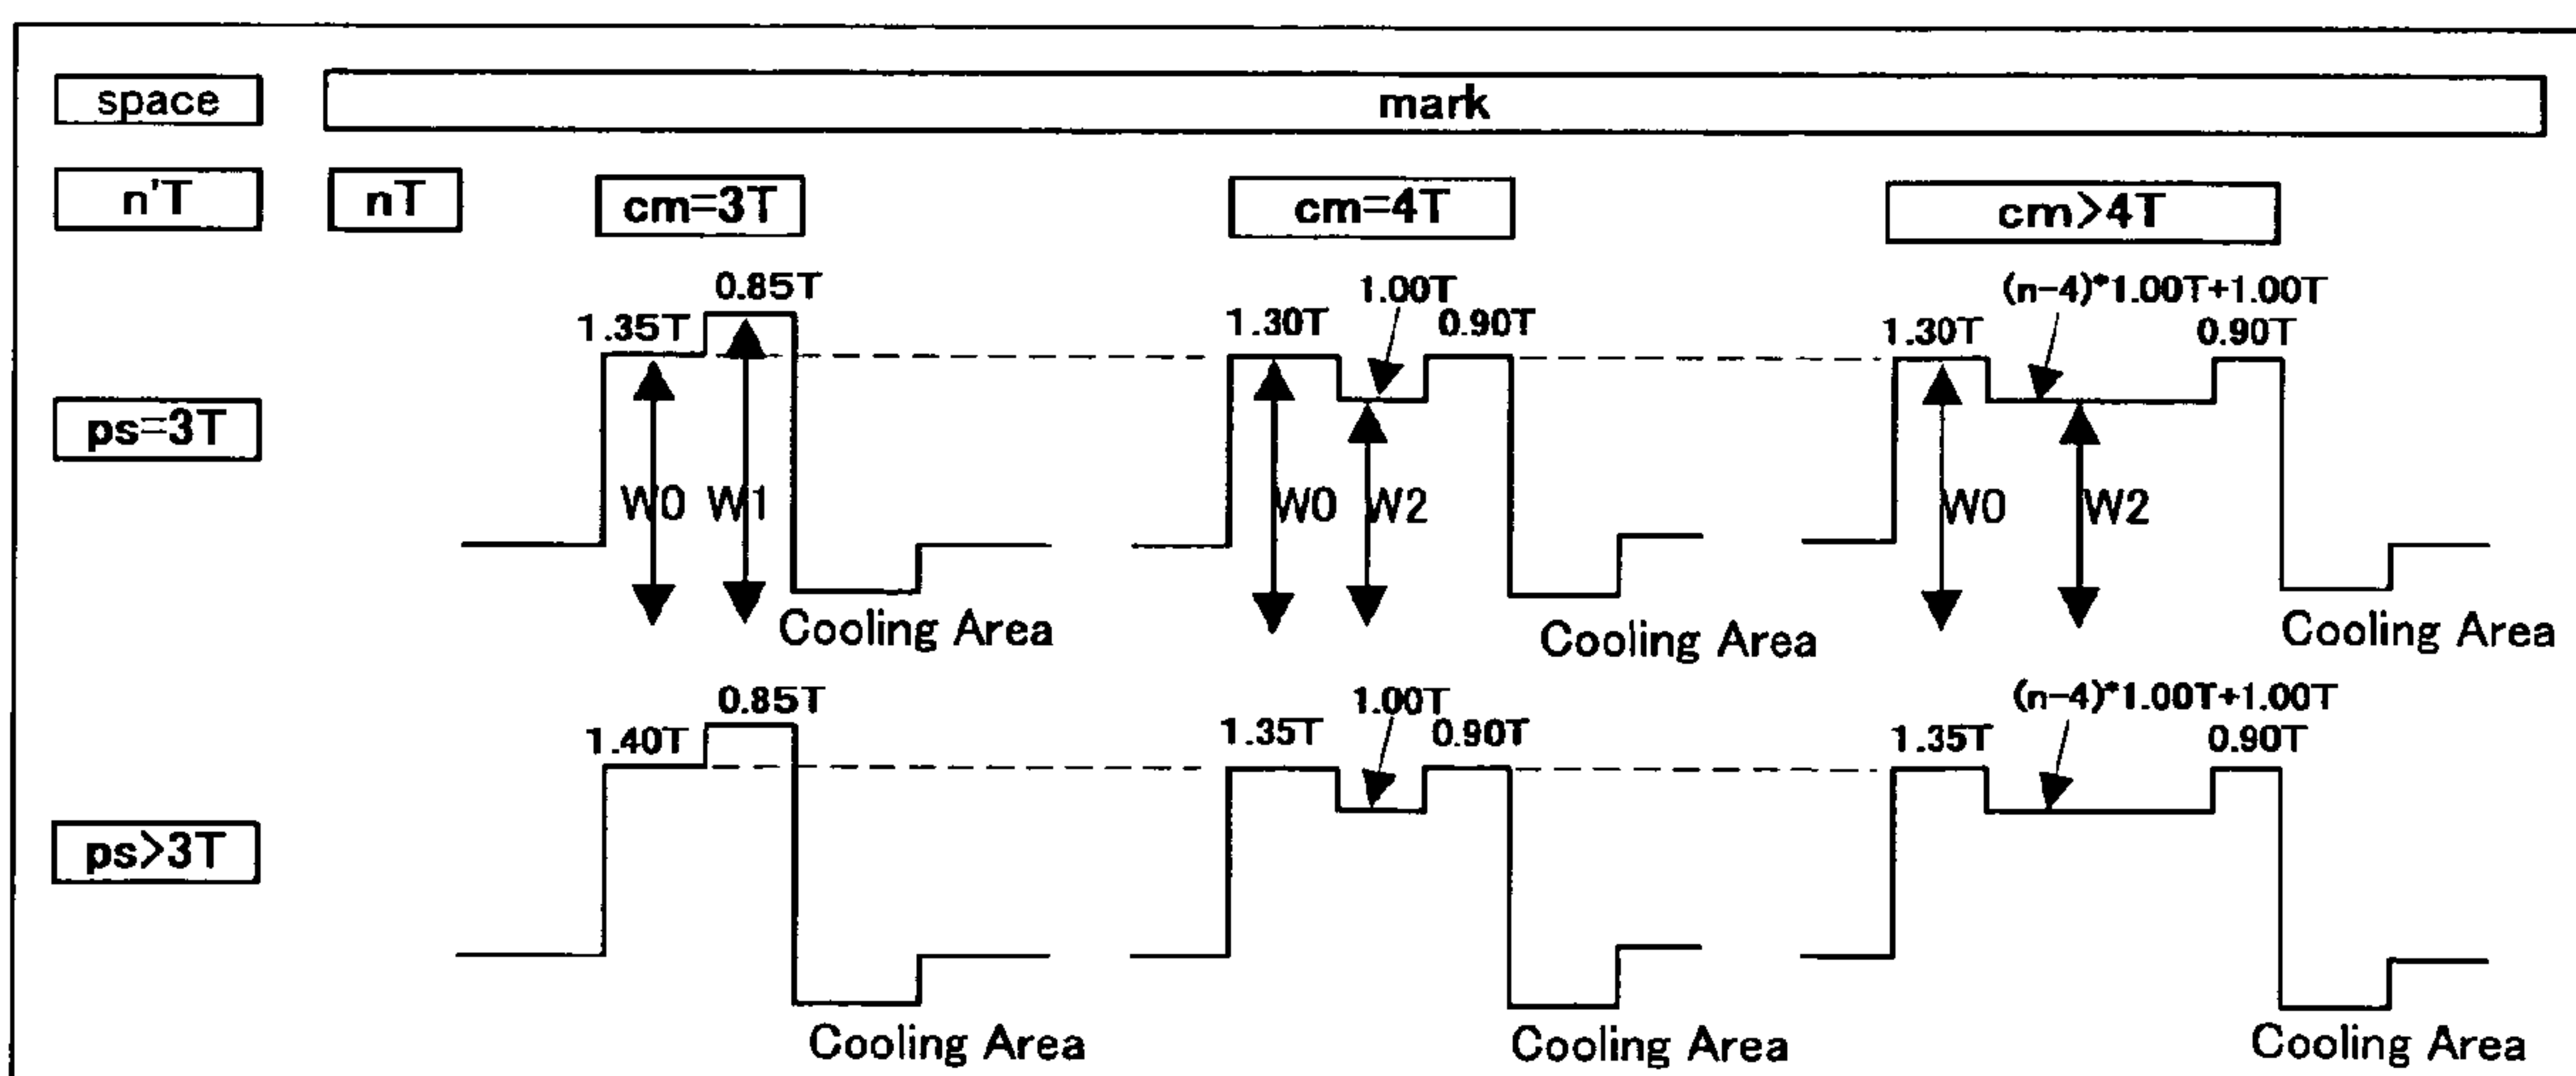 space mark
n'T nT cm=3T cm=4T cm>4T
0.85T 1.00T (n-4)*1.00T+1.00T
1.35T 1.30T 0.90T 1.30T 0.90T
ps=3T
W0 W1 W0 W2 W0 W2
Cooling Area Cooling Area Cooling Area
0.85T 1.00T (n-4)*1.00T+1.00T
1.40T 1.35T 0.90T 1.35T 0.90T
ps>3T
Cooling Area Cooling Area Cooling Area